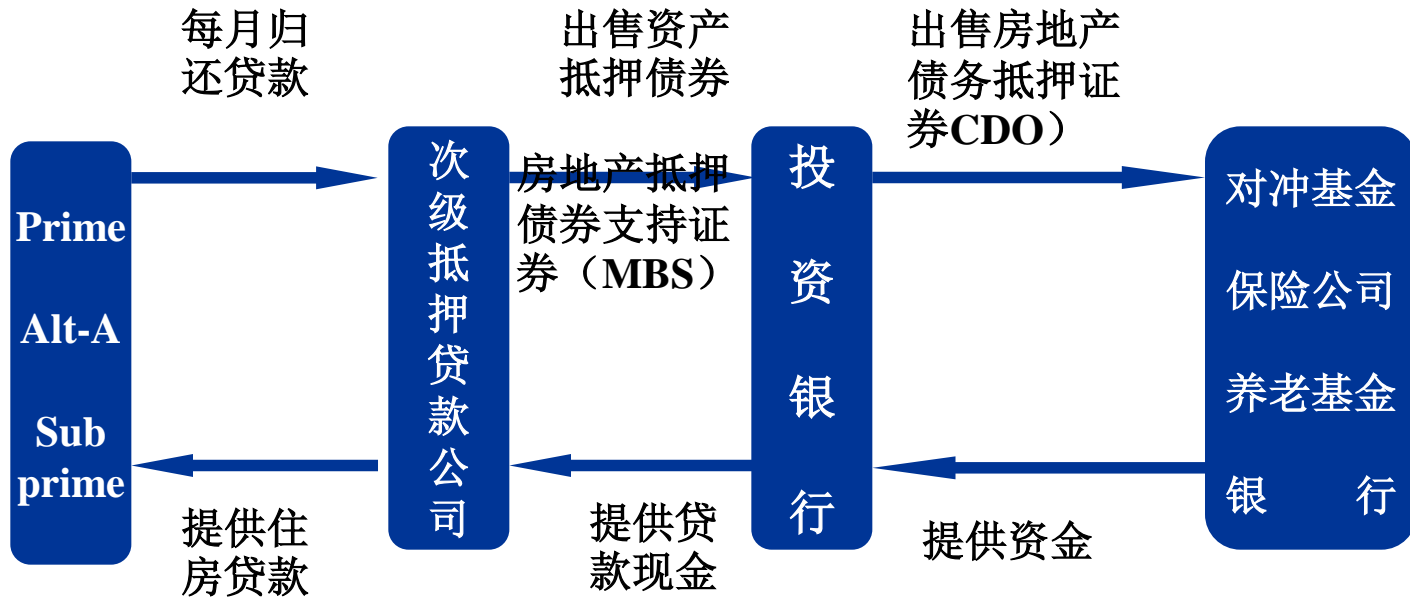 每月归
还贷款
出售资产
抵押债券
出售房地产
债务抵押证
券CDO）
Prime
Alt-A
Sub
prime
次
级
抵
押
贷
款
公
司
房地产抵押
债券支持证
券（MBS）
投
资
银
行
对冲基金
保险公司
养老基金
银 行
提供住
房贷款
提供贷
款现金
提供资金